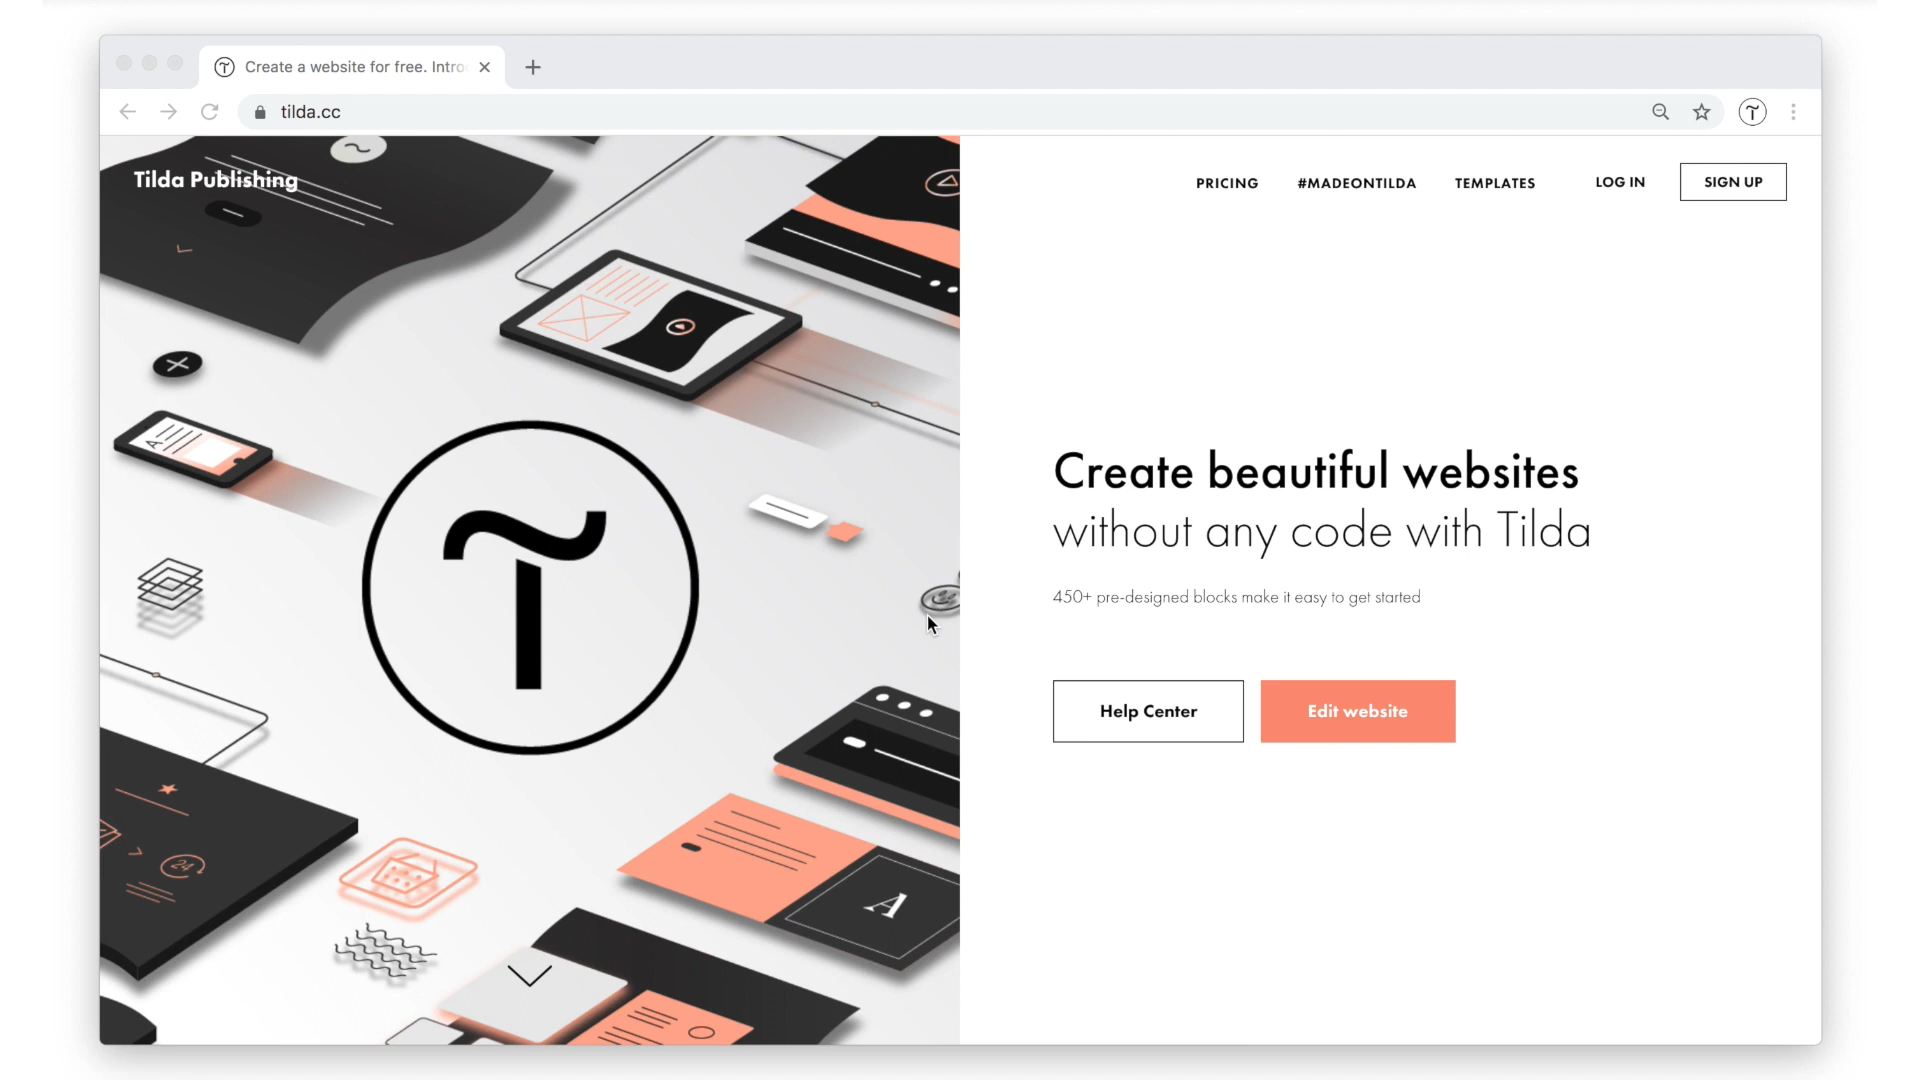 Create a website for free. Intro
tilda.cc
Tilda Publishing
PRICING
#MADEONTILDA
TEMPLATES
LOG IN
SIGN UP
Create beautiful websites
without any code with Tilda
450+ pre-designed blocks make it easy to get started
Help Center
Edit website
A
24
A